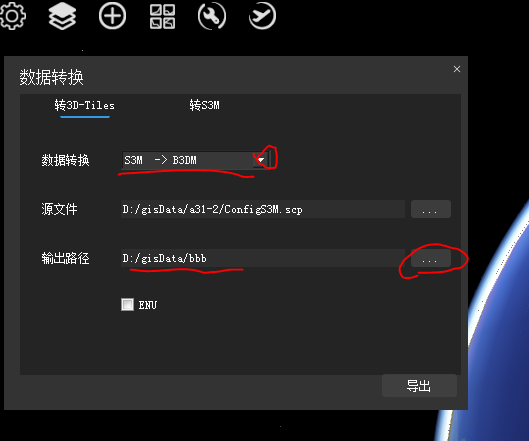 数据转换
转3D-Tiles 转S3M
数据转换 S3M -> B3DM
源文件 D:/gisData/a31-2/ConfigS3M.scp ...
输出路径 D:/gisData/bbb ...
ENU
导出